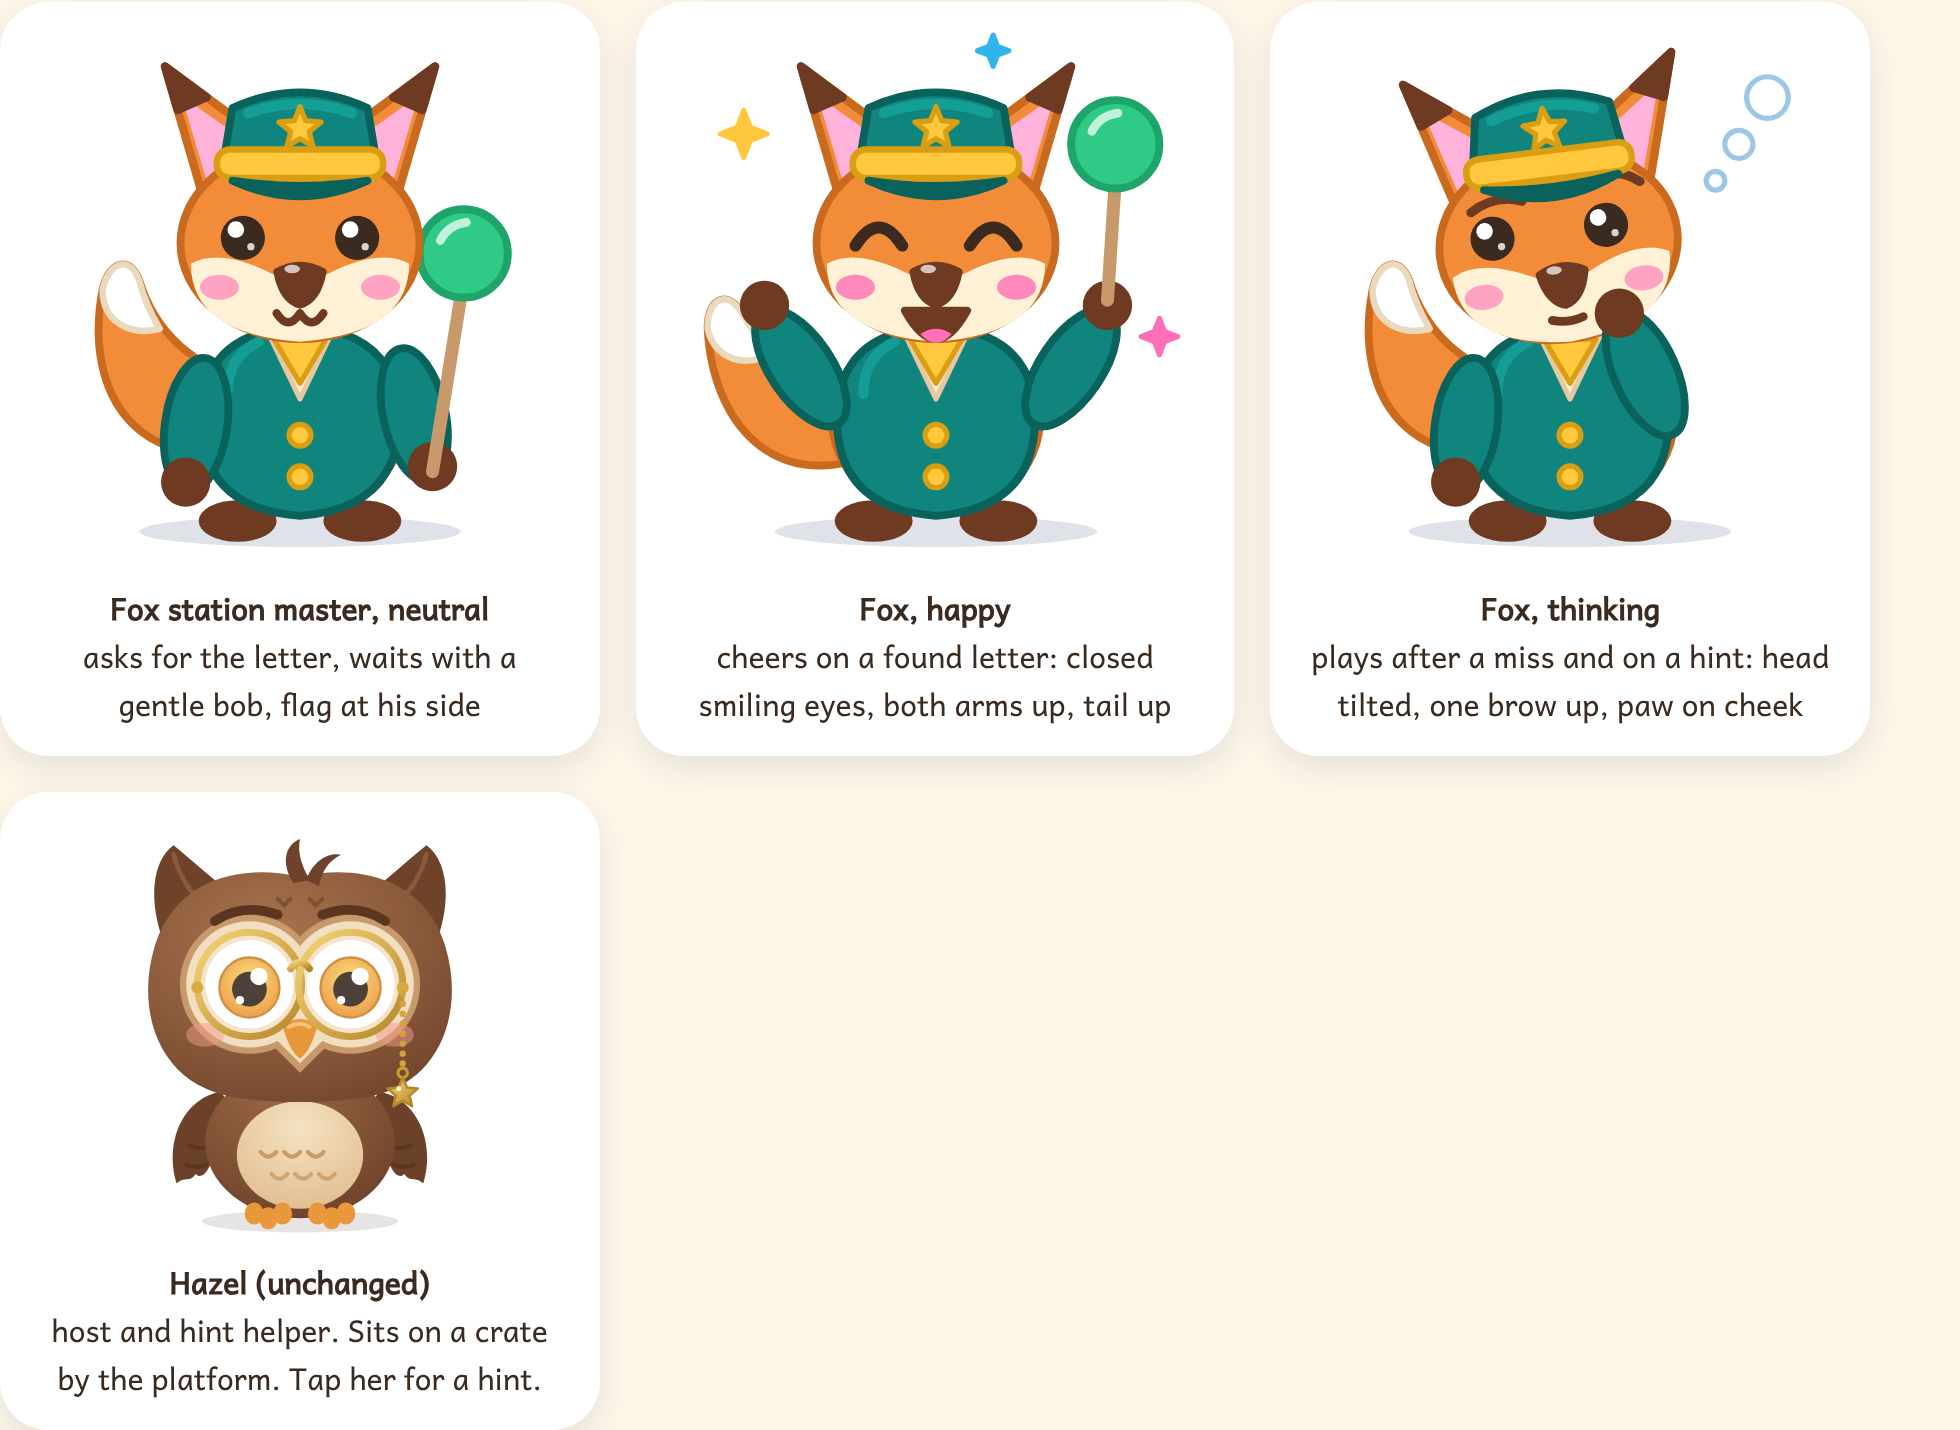 Fox station master, neutral
asks for the letter, waits with a
gentle bob, flag at his side
Fox, happy
cheers on a found letter: closed
smiling eyes, both arms up, tail up
Fox, thinking
plays after a miss and on a hint: head
tilted, one brow up, paw on cheek
Hazel (unchanged)
host and hint helper. Sits on a crate
by the platform. Tap her for a hint.